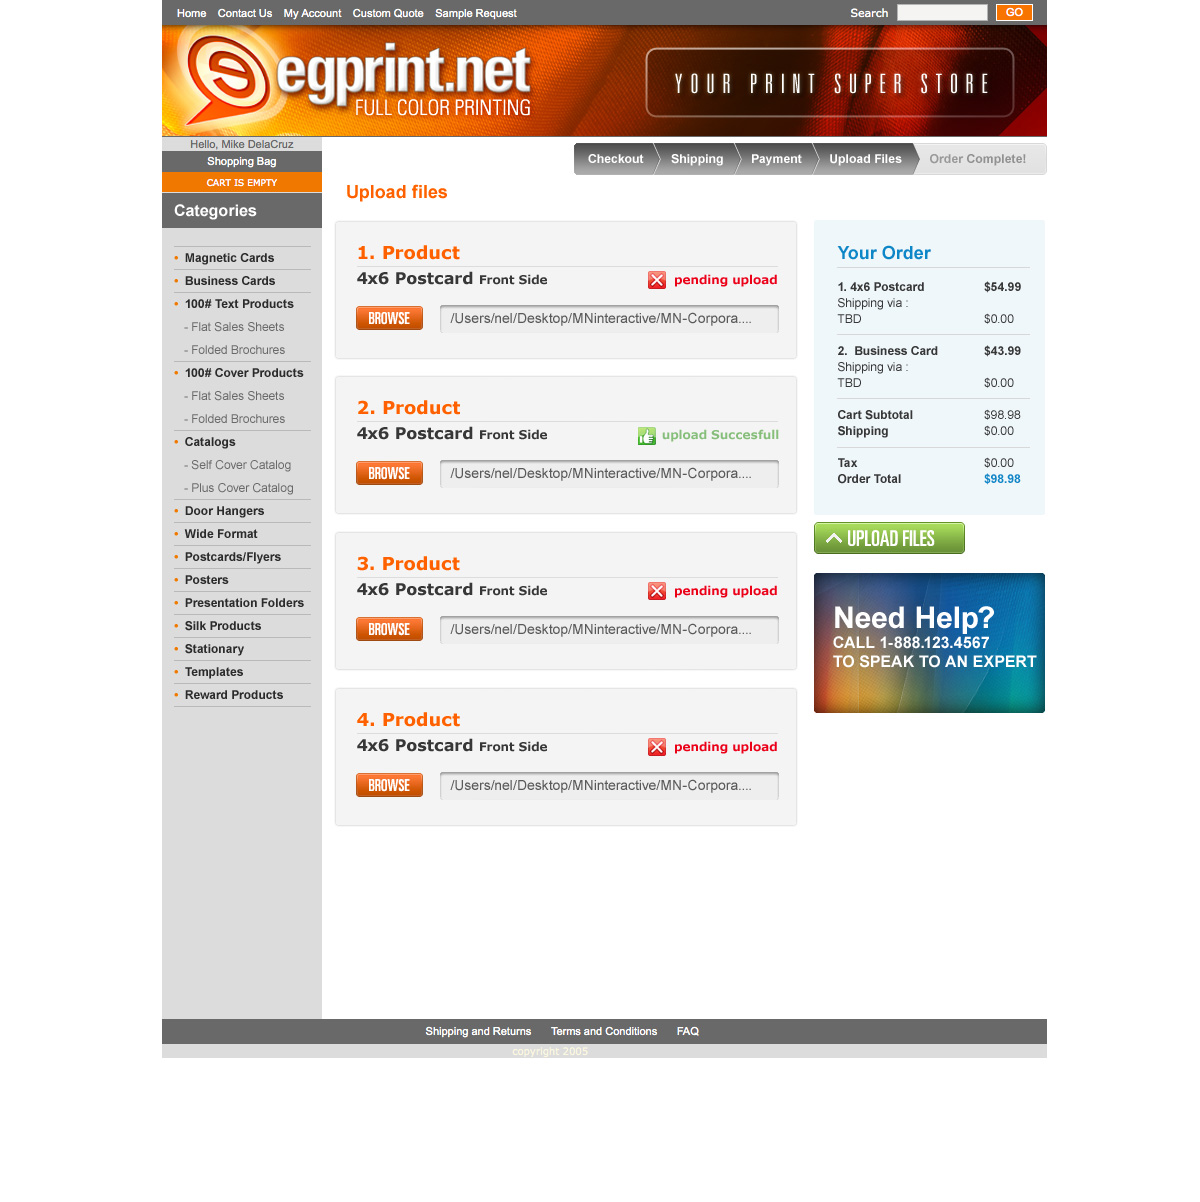 Home Contact Us My Account Custom Quote Sample Request Search GO
egprint.net
FULL COLOR PRINTING
YOUR PRINT SUPER STORE
Hello, Mike DelaCruz
Shopping Bag
CART IS EMPTY
Categories
• Magnetic Cards
• Business Cards
• 100# Text Products
- Flat Sales Sheets
- Folded Brochures
• 100# Cover Products
- Flat Sales Sheets
- Folded Brochures
• Catalogs
- Self Cover Catalog
- Plus Cover Catalog
• Door Hangers
• Wide Format
• Postcards/Flyers
• Posters
• Presentation Folders
• Silk Products
• Stationary
• Templates
• Reward Products
Checkout Shipping Payment Upload Files Order Complete!
Upload files
1. Product
4x6 Postcard Front Side pending upload
BROWSE /Users/nel/Desktop/MNinteractive/MN-Corpora....
2. Product
4x6 Postcard Front Side upload Succesfull
BROWSE /Users/nel/Desktop/MNinteractive/MN-Corpora....
3. Product
4x6 Postcard Front Side pending upload
BROWSE /Users/nel/Desktop/MNinteractive/MN-Corpora....
4. Product
4x6 Postcard Front Side pending upload
BROWSE /Users/nel/Desktop/MNinteractive/MN-Corpora....
Your Order
1. 4x6 Postcard $54.99
Shipping via :
TBD $0.00
2. Business Card $43.99
Shipping via :
TBD $0.00
Cart Subtotal $98.98
Shipping $0.00
Tax $0.00
Order Total $98.98
UPLOAD FILES
Need Help?
CALL 1-888.123.4567
TO SPEAK TO AN EXPERT
Shipping and Returns Terms and Conditions FAQ
copyright 2005